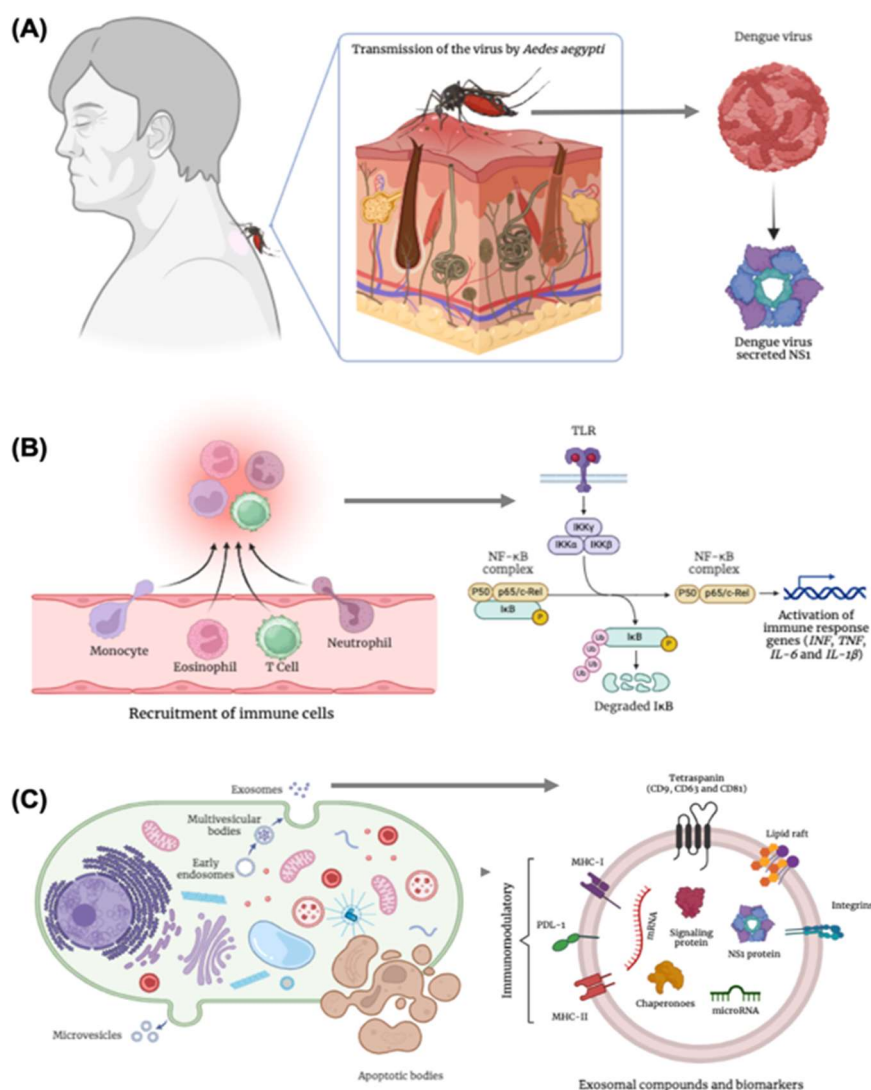 (A)
Transmission of the virus by Aedes aegypti
Dengue virus
Dengue virus
secreted NS1
(B)
Monocyte
Eosinophil
T Cell
Neutrophil
Recruitment of immune cells
TLR
IKKγ
IKKα
IKKβ
NF-κB
complex
P50
p65/c-Rel
IκB
P
NF-κB
complex
P50
p65/c-Rel
Activation of
immune response
genes (INF, TNF,
IL-6 and IL-1β)
Ub
Ub
Ub
IκB
P
Degraded IκB
(C)
Exosomes
Multivesicular
bodies
Early
endosomes
Microvesicles
Apoptotic bodies
Immunomodulatory
MHC-I
PDL-1
MHC-II
Tetraspanin
(CD9, CD63 and CD81)
Lipid raft
Integrins
mRNA
Signaling
protein
NS1 protein
Chaperonoes
microRNA
Exosomal compounds and biomarkers